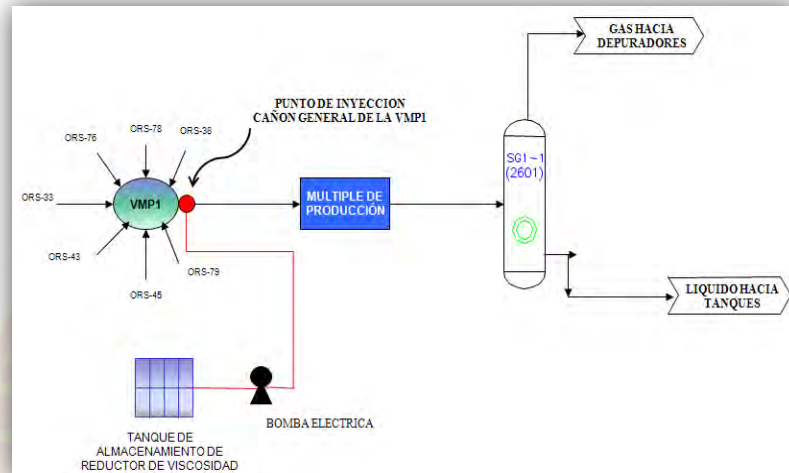 GAS HACIA
DEPURADORES
PUNTO DE INYECCION
CAÑON GENERAL DE LA VMP1
ORS-78
ORS-38
ORS-76
SG1~1
(2601)
ORS-33
VMP1
MULTIPLE DE
PRODUCCIÓN
ORS-43
ORS-79
ORS-45
LIQUIDO HACIA
TANQUES
BOMBA ELECTRICA
TANQUE DE
ALMACENAMIENTO DE
REDUCTOR DE VISCOSIDAD